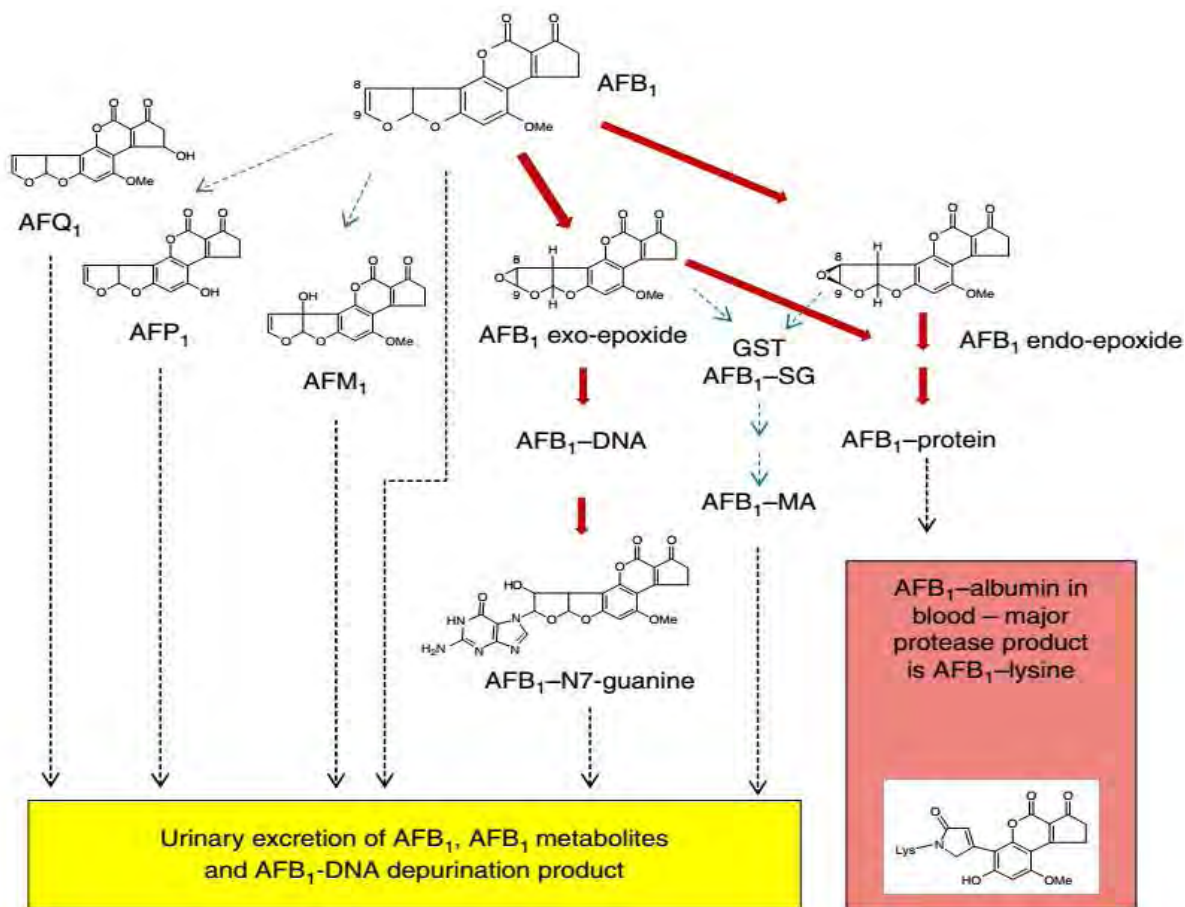 O
O
O
AFB₁
8
9
O
O
OMe
O
O
O
OH
O
O
OMe
AFQ₁
O
O
O
O
O
OH
AFP₁
O
O
O
OH
O
O
OMe
AFM₁
O
O
H
O
8
O
9
O
O
H
OMe
AFB₁ exo-epoxide
O
O
H
O
8
O
9
O
O
H
OMe
AFB₁ endo-epoxide
GST
AFB₁–SG
AFB₁–DNA
AFB₁–protein
AFB₁–MA
O
O
O
HO
O
N
HN
O
O
OMe
H₂N
N
N
AFB₁–N7-guanine
AFB₁–albumin in
blood – major
protease product
is AFB₁–lysine
Urinary excretion of AFB₁, AFB₁ metabolites
and AFB₁-DNA depurination product
O
O
O
O
Lys
N
HO
OMe